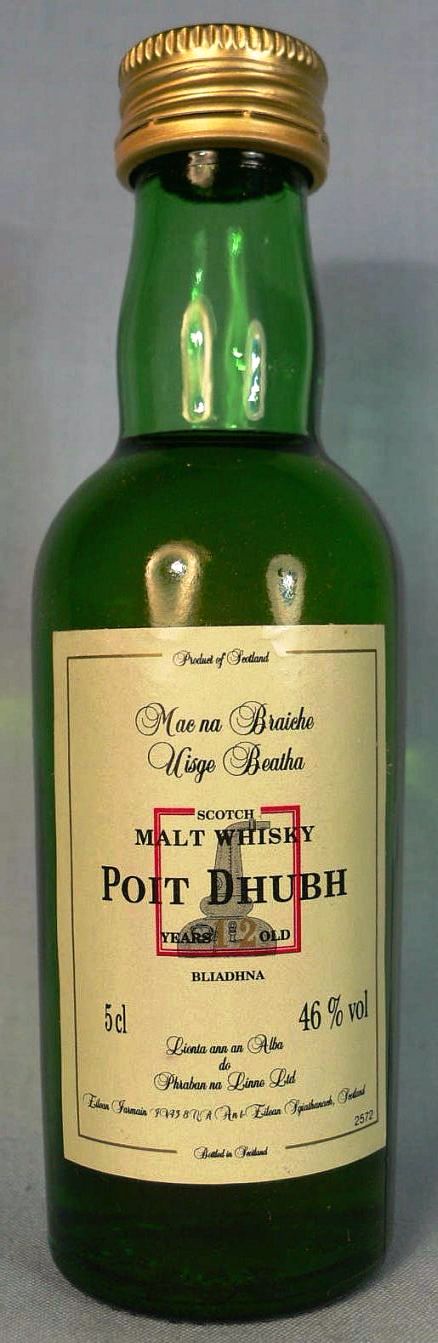 Product of Scotland
Mac na Braiche
Uisge Beatha
SCOTCH
MALT WHISKY
POIT DHUBH
YEARS 12 OLD
BLIADHNA
5 cl 46 % vol
Lionta ann an Alba
do
Phraban na Linne Ltd
Eilean Iarmain IV43 8QR An t-Eilean Sgiathanach, Scotland
2572
Bottled in Scotland